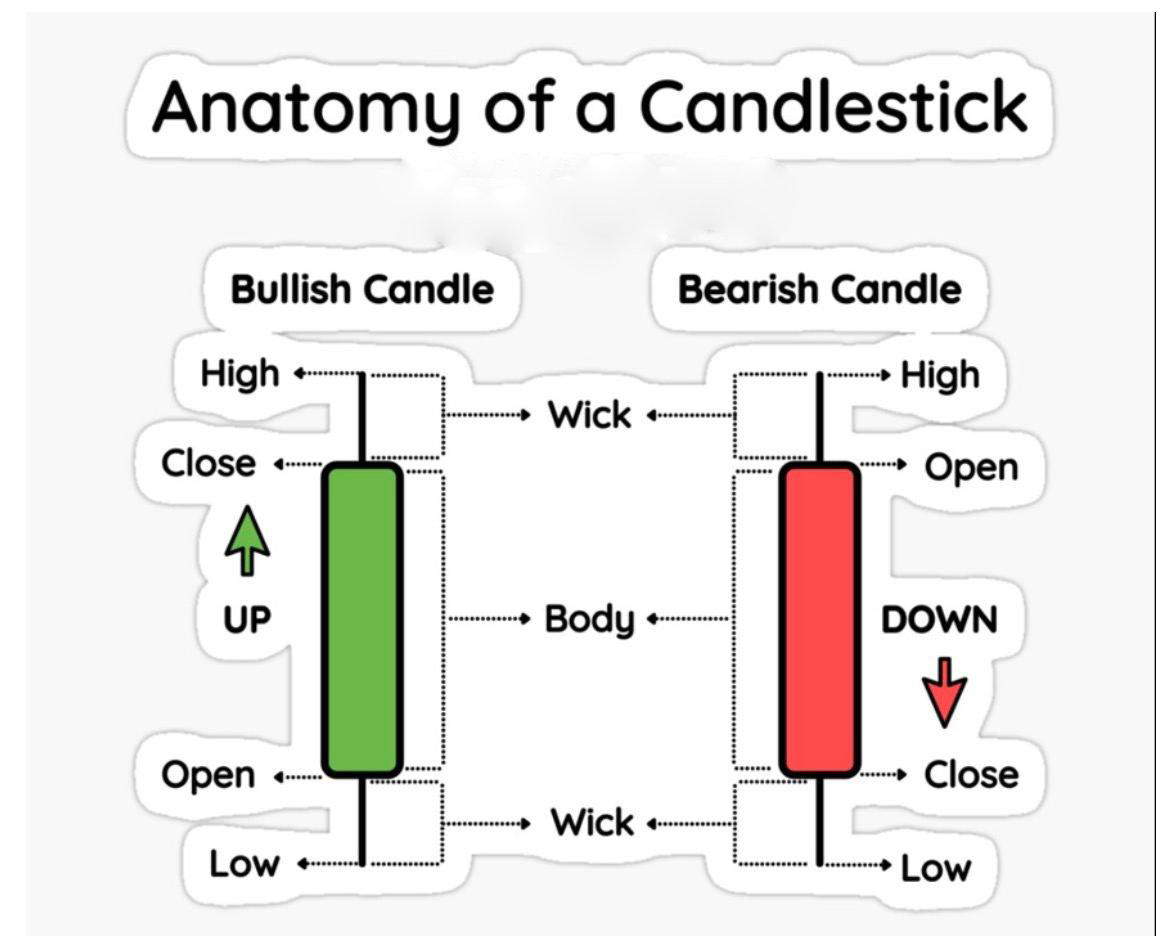 Anatomy of a Candlestick
Bullish Candle
Bearish Candle
High
Wick
High
Close
Open
UP
Body
DOWN
Open
Close
Wick
Low
Low